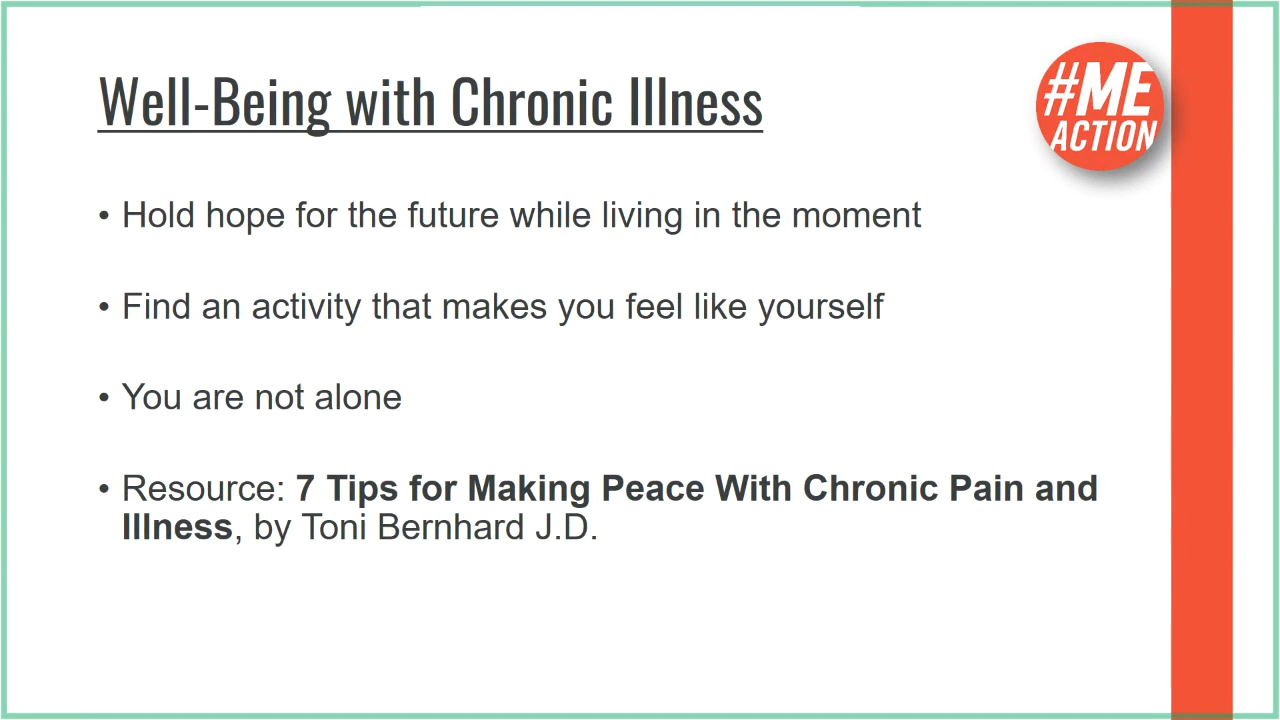 Well-Being with Chronic Illness
#ME
ACTION
• Hold hope for the future while living in the moment
• Find an activity that makes you feel like yourself
• You are not alone
• Resource: 7 Tips for Making Peace With Chronic Pain and
Illness, by Toni Bernhard J.D.